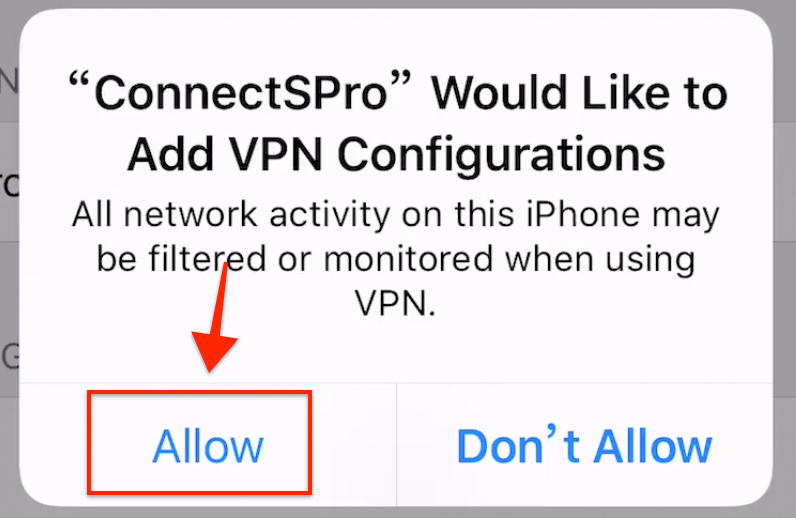 “ConnectSPro” Would Like to
Add VPN Configurations
All network activity on this iPhone may
be filtered or monitored when using
VPN.
Allow
Don’t Allow